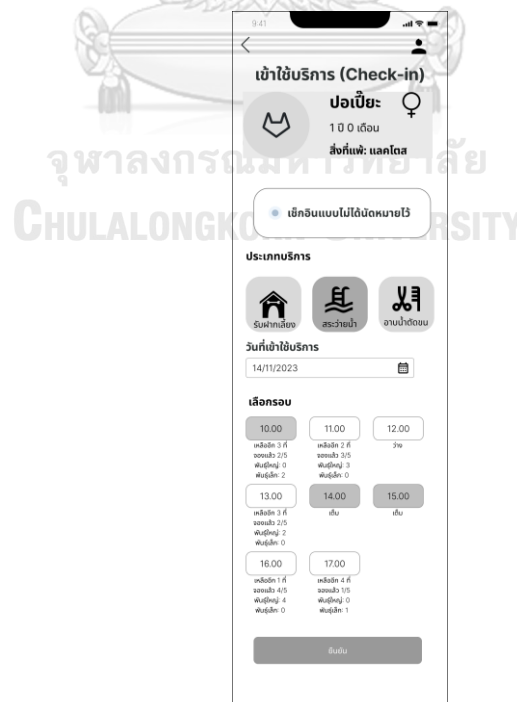 9:41
เข้าใช้บริการ (Check-in)
ปอเปี๊ยะ
1 ปี 0 เดือน
สิ่งที่แพ้: แลคโตส
จุฬาลงกรณ์มหาวิทยาลัย
CHULALONGKORN UNIVERSITY
เช็กอินแบบไม่ได้นัดหมายไว้
ประเภทบริการ
รับฝากเลี้ยง สระว่ายน้ำ อาบน้ำตัดขน
วันที่เข้าใช้บริการ
14/11/2023
เลือกรอบ
10.00 11.00 12.00
เหลืออีก 3 ที่ เหลืออีก 2 ที่ ว่าง
จองแล้ว 2/5 จองแล้ว 3/5
พันธุ์ใหญ่: 0 พันธุ์ใหญ่: 3
พันธุ์เล็ก: 2 พันธุ์เล็ก: 0
13.00 14.00 15.00
เหลืออีก 3 ที่ เต็ม เต็ม
จองแล้ว 2/5
พันธุ์ใหญ่: 2
พันธุ์เล็ก: 0
16.00 17.00
เหลืออีก 1 ที่ เหลืออีก 4 ที่
จองแล้ว 4/5 จองแล้ว 1/5
พันธุ์ใหญ่: 4 พันธุ์ใหญ่: 0
พันธุ์เล็ก: 0 พันธุ์เล็ก: 1
ยืนยัน